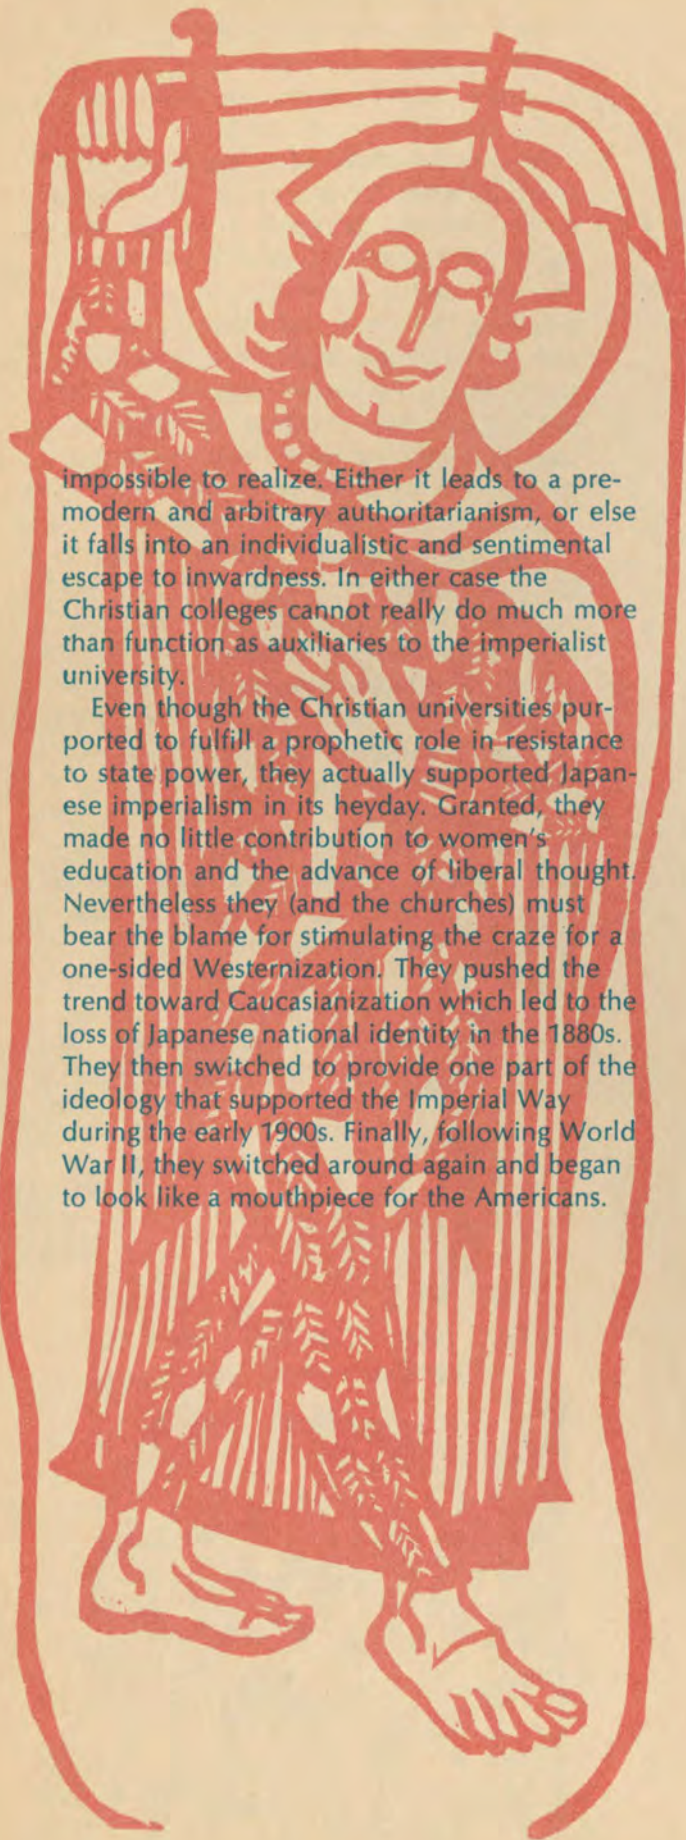 impossible to realize. Either it leads to a pre-
modern and arbitrary authoritarianism, or else
it falls into an individualistic and sentimental
escape to inwardness. In either case the
Christian colleges cannot really do much more
than function as auxiliaries to the imperialist
university.
Even though the Christian universities pur-
ported to fulfill a prophetic role in resistance
to state power, they actually supported Japan-
ese imperialism in its heyday. Granted, they
made no little contribution to women's
education and the advance of liberal thought.
Nevertheless they (and the churches) must
bear the blame for stimulating the craze for a
one-sided Westernization. They pushed the
trend toward Caucasianization which led to the
loss of Japanese national identity in the 1880s.
They then switched to provide one part of the
ideology that supported the Imperial Way
during the early 1900s. Finally, following World
War II, they switched around again and began
to look like a mouthpiece for the Americans.